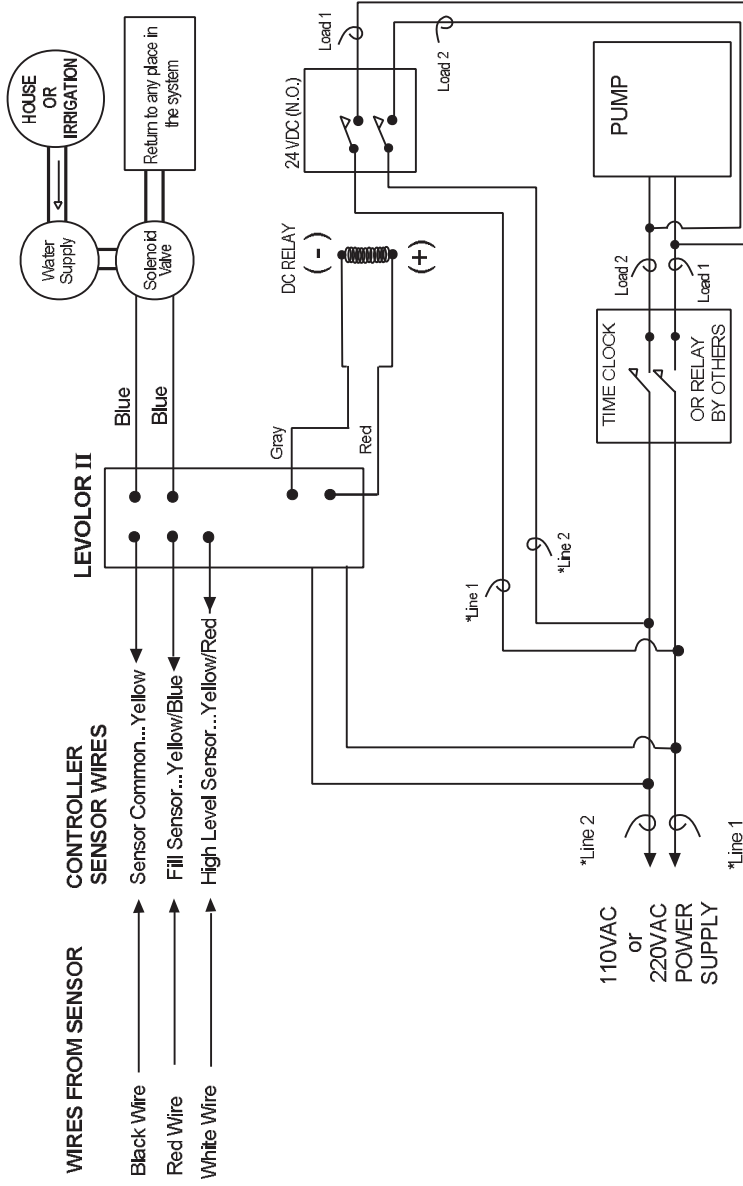 WIRES FROM SENSOR
Black Wire
Red Wire
White Wire
CONTROLLER
SENSOR WIRES
Sensor Common...Yellow
Fill Sensor...Yellow/Blue
High Level Sensor...Yellow/Red
LEVOLOR II
Blue
Blue
Gray
Red
Water
Supply
Solenoid
Valve
HOUSE
OR
IRRIGATION
Return to any place in
the system
DC RELAY
(-)
(+)
24 VDC (N.O.)
Load 1
Load 2
*Line 1
*Line 2
110VAC
or
220VAC
POWER
SUPPLY
*Line 2
*Line 1
TIME CLOCK
OR RELAY
BY OTHERS
Load 2
Load 1
PUMP